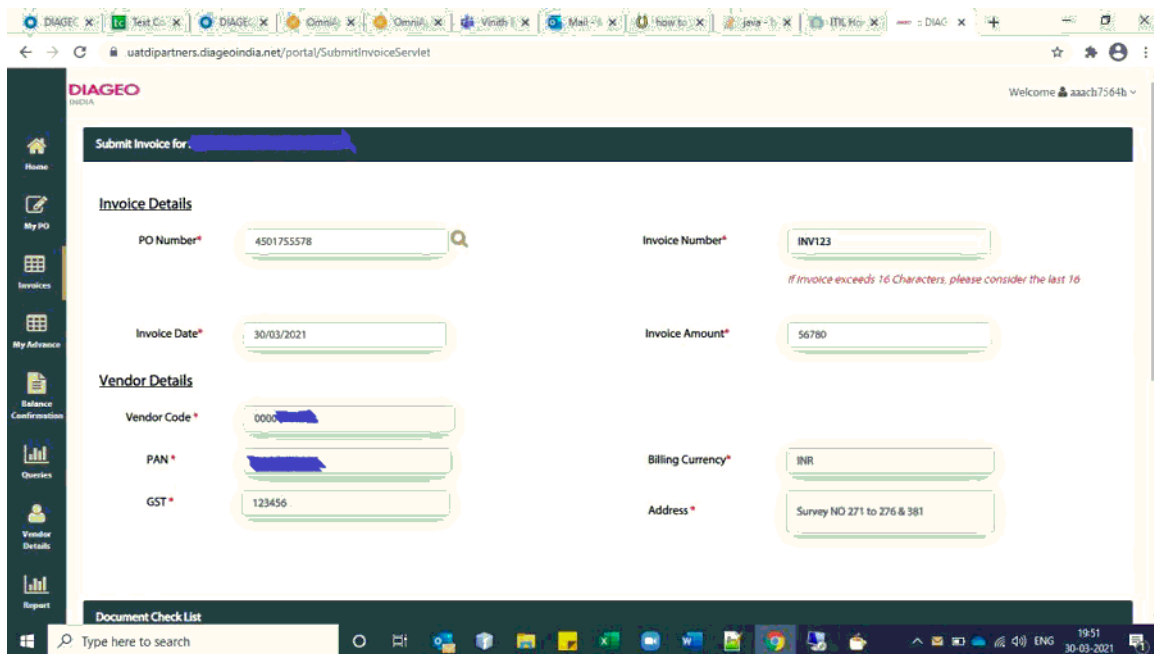 DIAGEC
Text Co
DIAGEC
OmniA
OmniA
Vinith
Mail -
how to
java - h
ITIL Hor
:: DIAG
uatdipartners.diageoindia.net/portal/SubmitInvoiceServlet
DIAGEO
INDIA
Welcome aaach7564h
Home
My PO
Invoices
My Advance
Balance
Confirmation
Queries
Vendor
Details
Report
Submit Invoice for
Invoice Details
PO Number* 4501755578
Invoice Number* INV123
If Invoice exceeds 16 Characters, please consider the last 16
Invoice Date* 30/03/2021
Invoice Amount* 56780
Vendor Details
Vendor Code * 0000
PAN *
Billing Currency* INR
GST * 123456
Address * Survey NO 271 to 276 & 381
Document Check List
Type here to search
ENG
19:51
30-03-2021